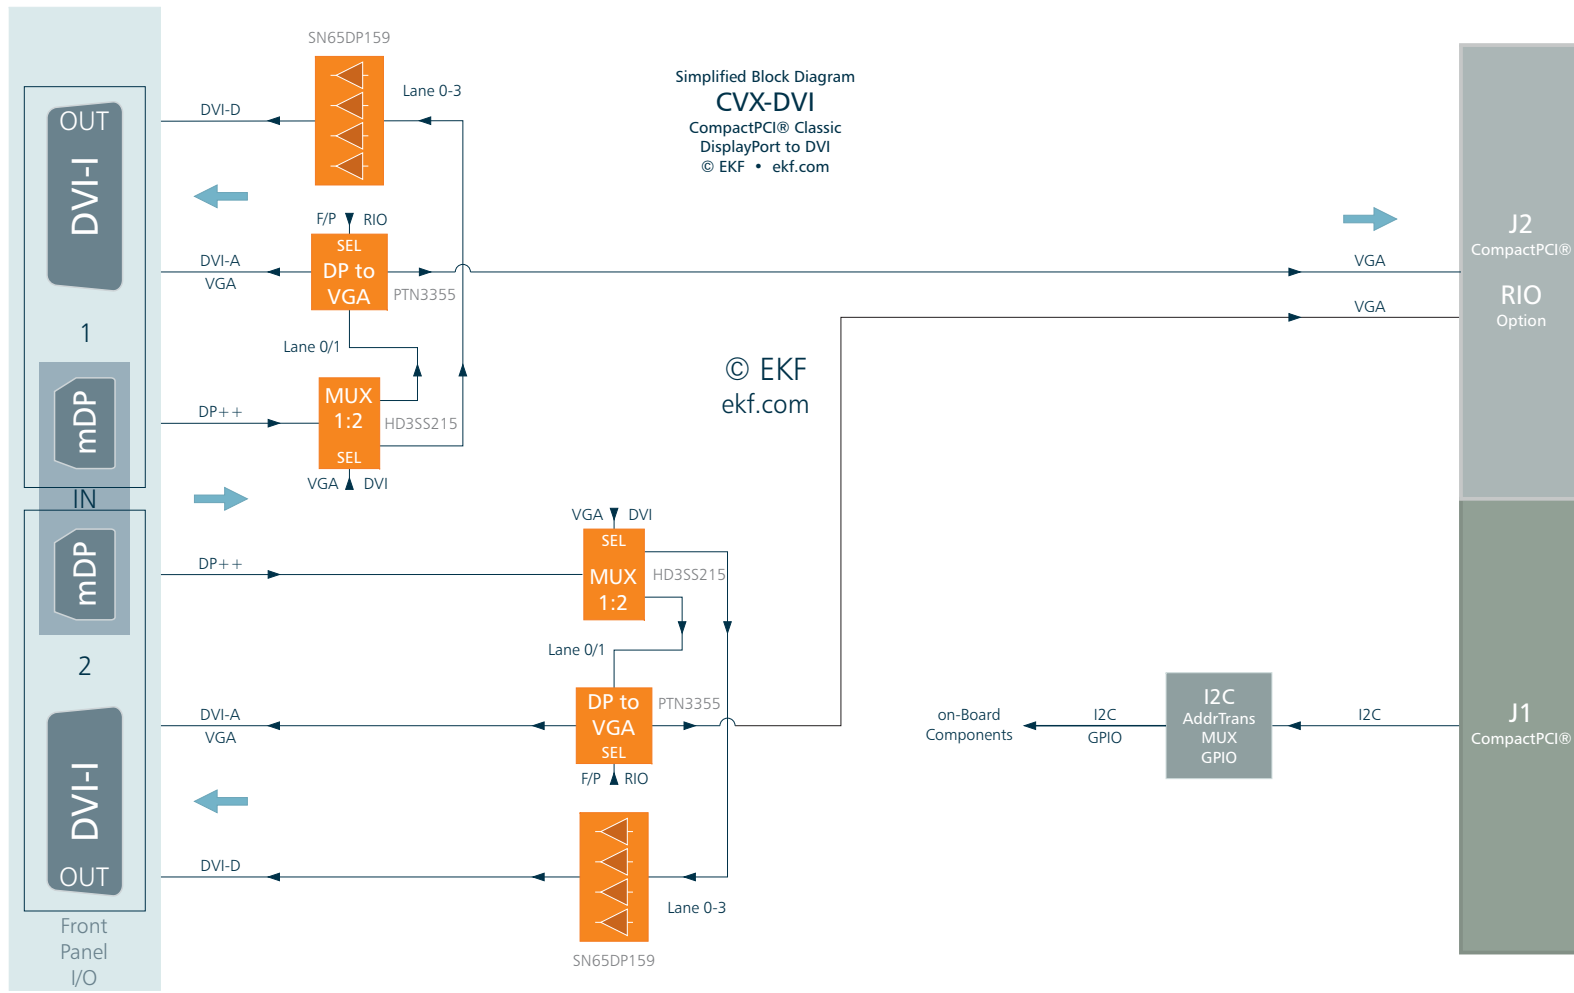 Simplified Block Diagram
CVX-DVI
CompactPCI® Classic
DisplayPort to DVI
© EKF • ekf.com
SN65DP159
Lane 0-3
DVI-D
OUT
DVI-I
F/P RIO
SEL
DP to
VGA
PTN3355
DVI-A
VGA
VGA
VGA
J2
CompactPCI®
RIO
Option
1
Lane 0/1
MUX
1:2
SEL
HD3SS215
VGA DVI
DP++
mDP
IN
© EKF
ekf.com
mDP
DP++
VGA DVI
SEL
MUX
1:2
HD3SS215
2
Lane 0/1
DP to
VGA
SEL
PTN3355
F/P RIO
DVI-A
VGA
DVI-I
OUT
DVI-D
Lane 0-3
SN65DP159
on-Board
Components
I2C
GPIO
I2C
AddrTrans
MUX
GPIO
I2C
J1
CompactPCI®
Front
Panel
I/O